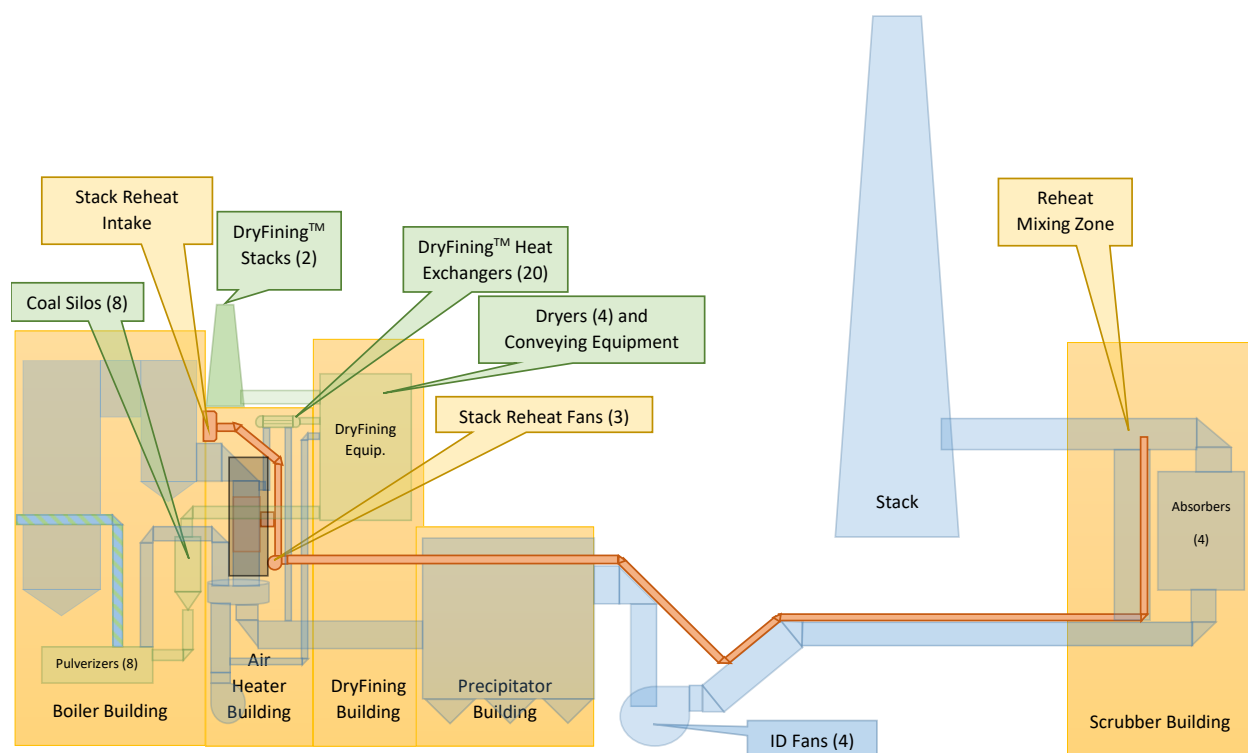 Stack Reheat
Intake
DryFining™
Stacks (2)
DryFining™ Heat
Exchangers (20)
Reheat
Mixing Zone
Coal Silos (8)
Dryers (4) and
Conveying Equipment
Stack Reheat Fans (3)
DryFining
Equip.
Stack
Absorbers
(4)
Pulverizers (8)
Boiler Building
Air
Heater
Building
DryFining
Building
Precipitator
Building
ID Fans (4)
Scrubber Building